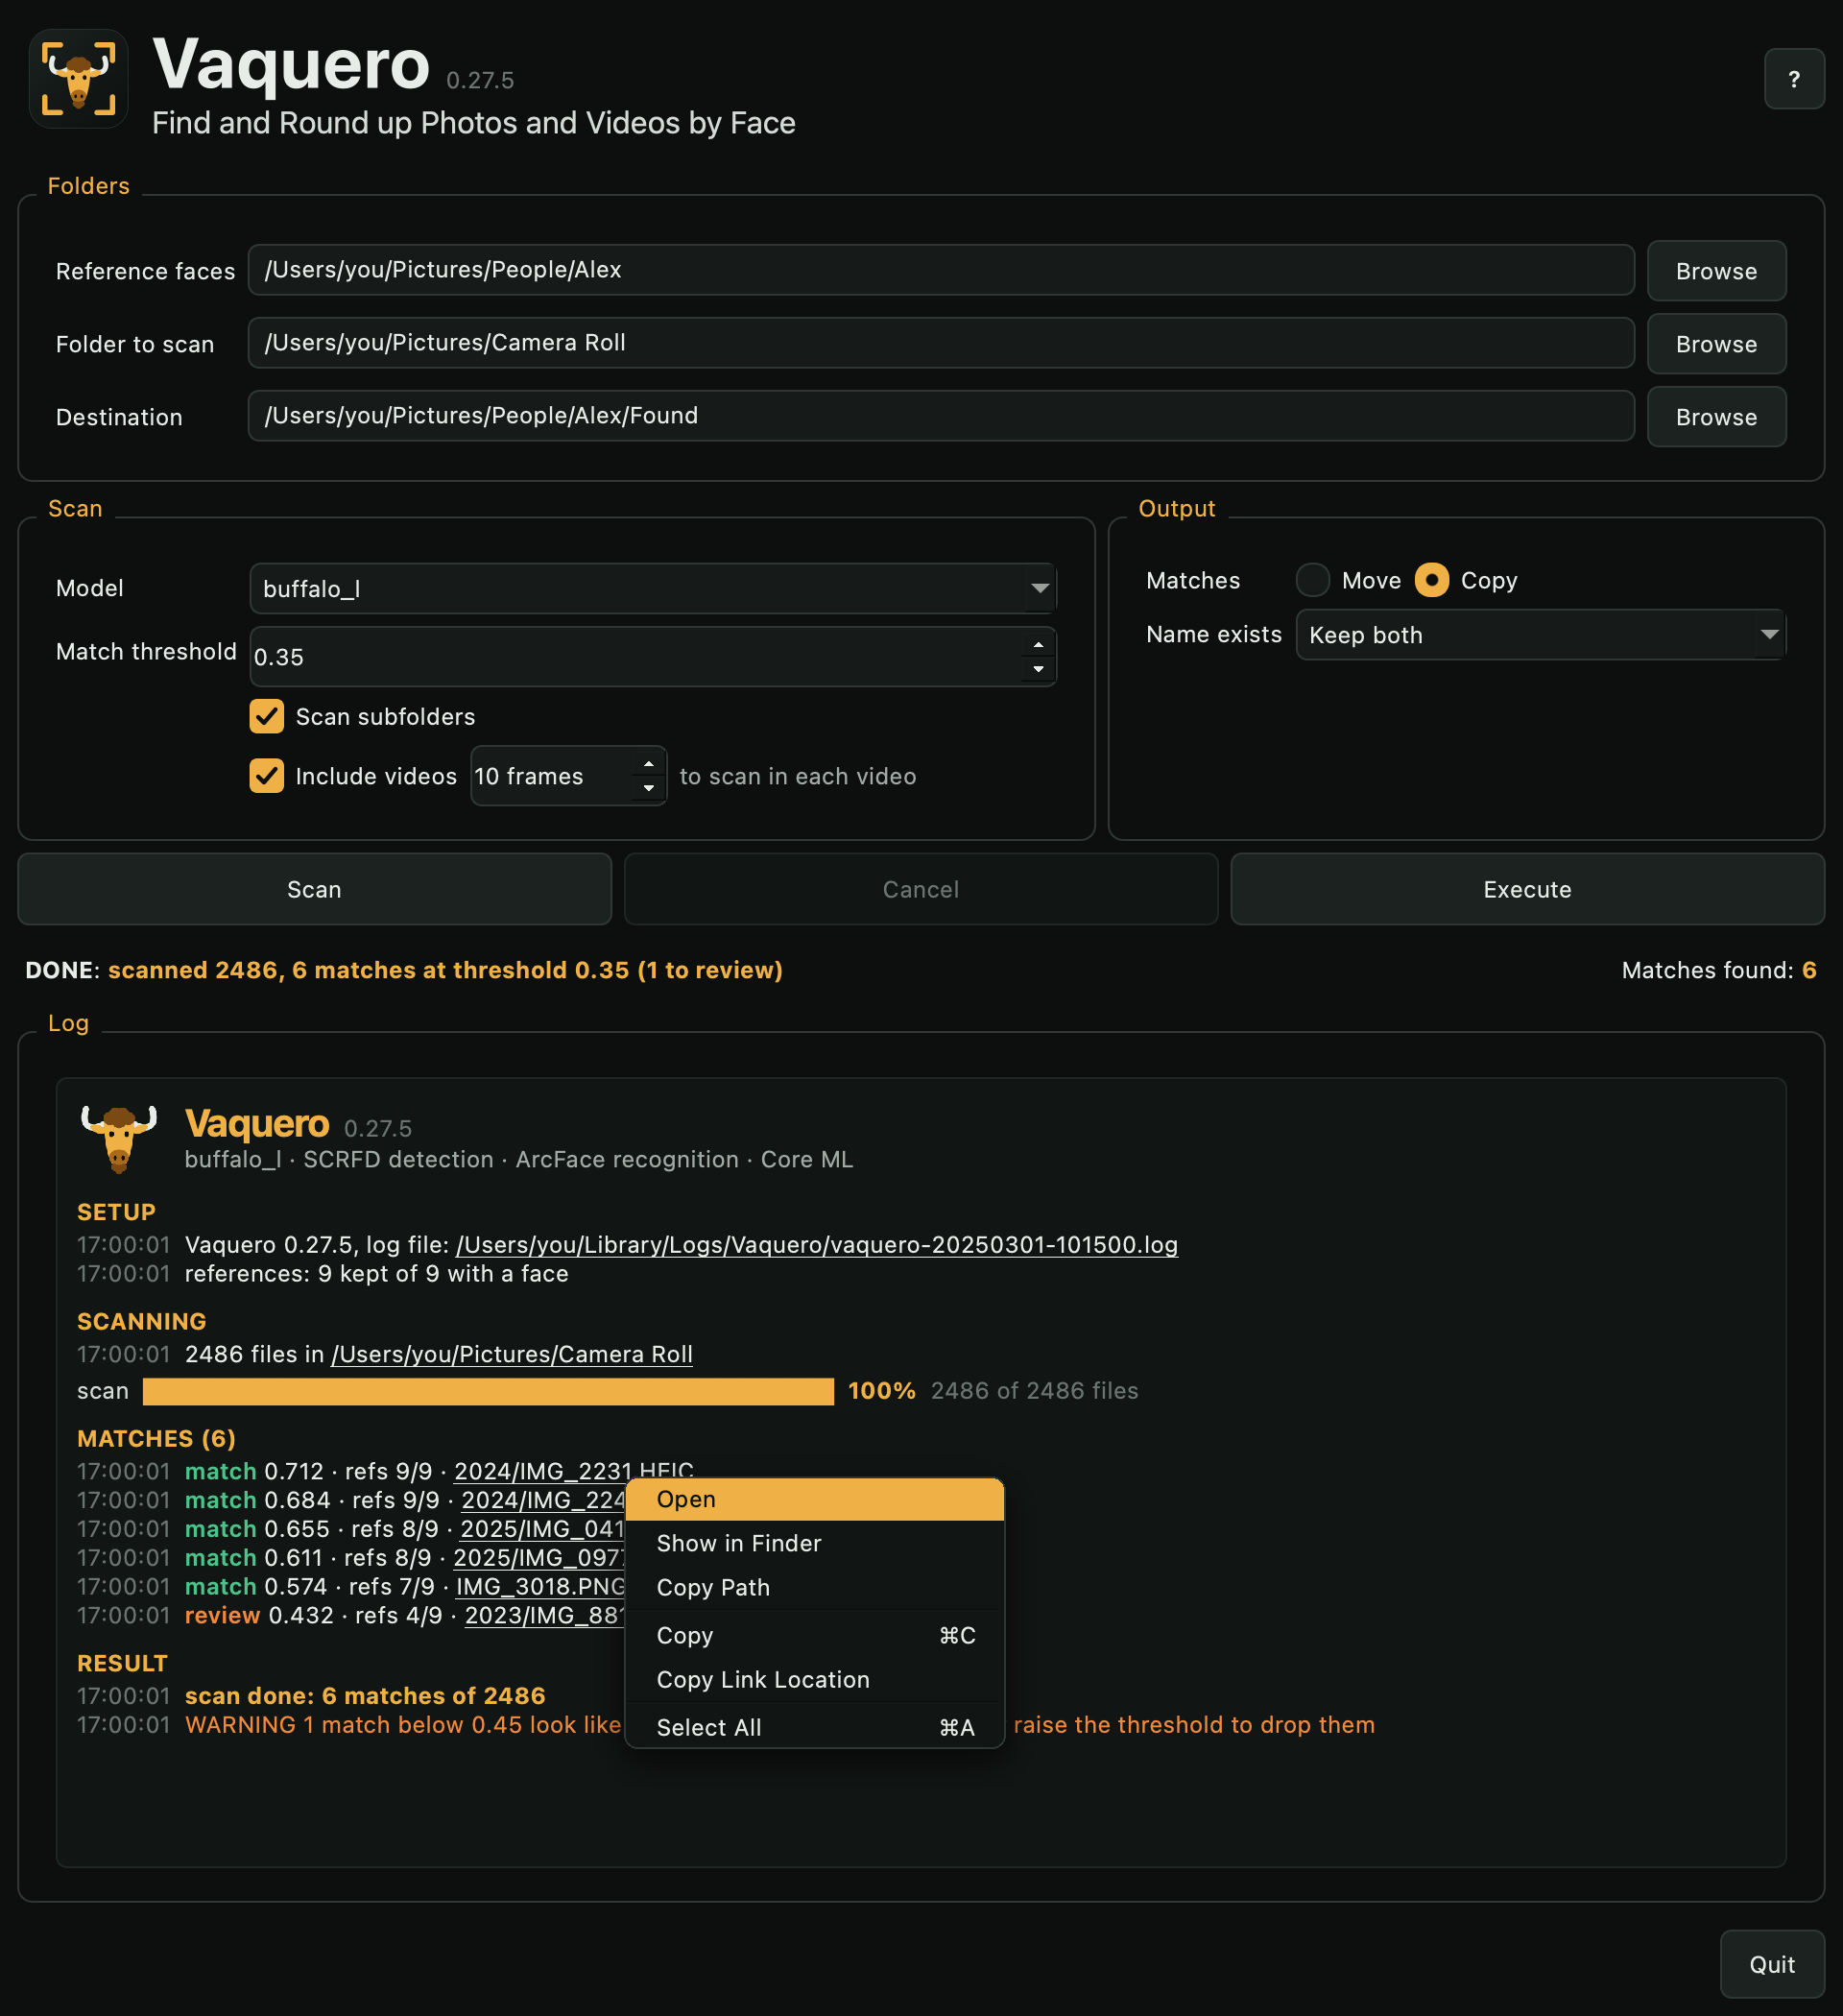 Vaquero 0.27.5
?
Find and Round up Photos and Videos by Face
Folders
Reference faces /Users/you/Pictures/People/Alex Browse
Folder to scan /Users/you/Pictures/Camera Roll Browse
Destination /Users/you/Pictures/People/Alex/Found Browse
Scan
Model buffalo_l
Match threshold 0.35
Scan subfolders
Include videos 10 frames to scan in each video
Output
Matches Move Copy
Name exists Keep both
Scan Cancel Execute
DONE: scanned 2486, 6 matches at threshold 0.35 (1 to review) Matches found: 6
Log
Vaquero 0.27.5
buffalo_l · SCRFD detection · ArcFace recognition · Core ML
SETUP
17:00:01 Vaquero 0.27.5, log file: /Users/you/Library/Logs/Vaquero/vaquero-20250301-101500.log
17:00:01 references: 9 kept of 9 with a face
SCANNING
17:00:01 2486 files in /Users/you/Pictures/Camera Roll
scan 100% 2486 of 2486 files
MATCHES (6)
17:00:01 match 0.712 · refs 9/9 · 2024/IMG_2231.HEIC
17:00:01 match 0.684 · refs 9/9 · 2024/IMG_224
17:00:01 match 0.655 · refs 8/9 · 2025/IMG_041
17:00:01 match 0.611 · refs 8/9 · 2025/IMG_0977
17:00:01 match 0.574 · refs 7/9 · IMG_3018.PNG
17:00:01 review 0.432 · refs 4/9 · 2023/IMG_881
RESULT
17:00:01 scan done: 6 matches of 2486
17:00:01 WARNING 1 match below 0.45 look like raise the threshold to drop them
Open
Show in Finder
Copy Path
Copy ⌘C
Copy Link Location
Select All ⌘A
Quit